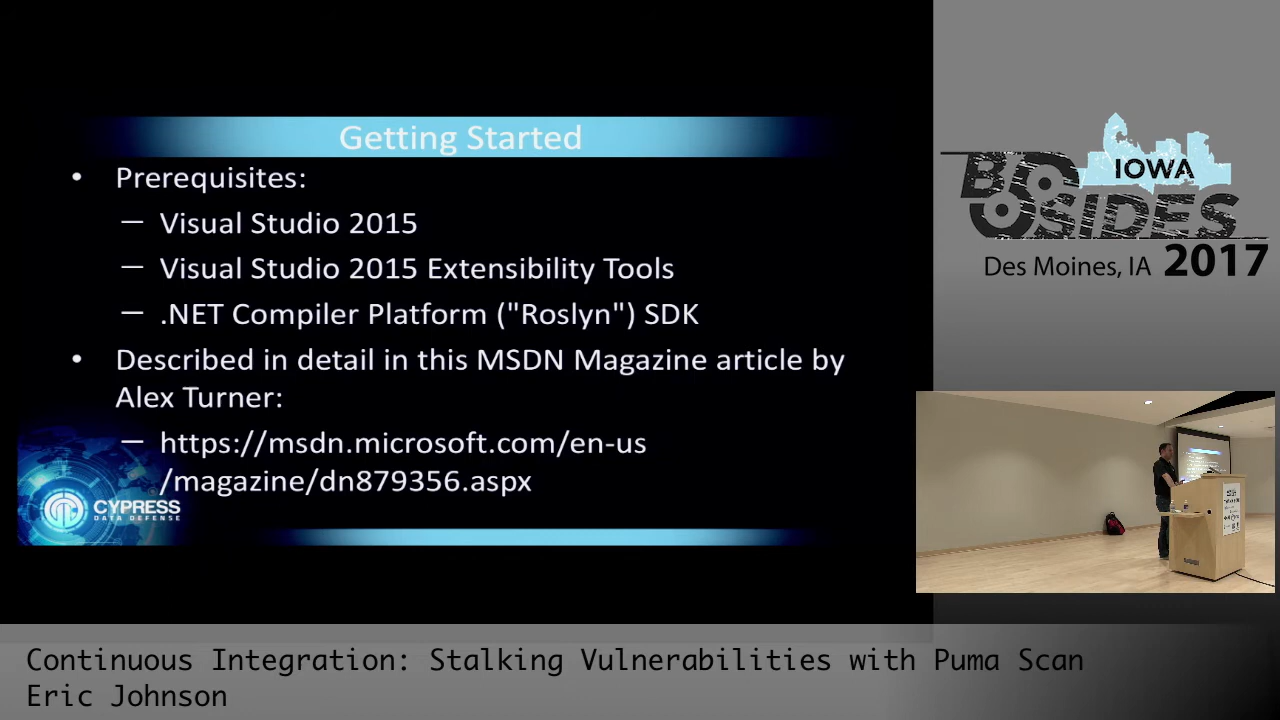 Getting Started
• Prerequisites:
– Visual Studio 2015
– Visual Studio 2015 Extensibility Tools
– .NET Compiler Platform ("Roslyn") SDK
• Described in detail in this MSDN Magazine article by
Alex Turner:
– https://msdn.microsoft.com/en-us
/magazine/dn879356.aspx
CYPRESS
DATA DEFENSE
IOWA
BSIDES
Des Moines, IA 2017
Continuous Integration: Stalking Vulnerabilities with Puma Scan
Eric Johnson